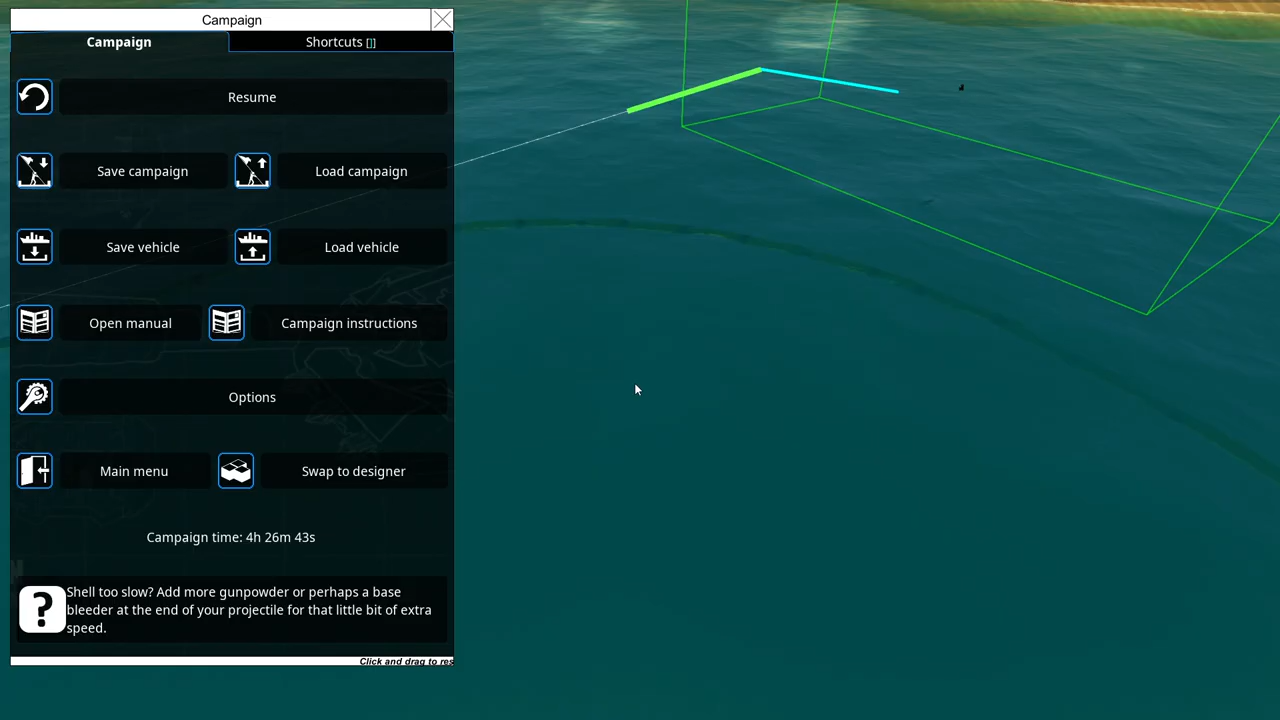 Campaign
Campaign
Shortcuts []]
Resume
Save campaign
Load campaign
Save vehicle
Load vehicle
Open manual
Campaign instructions
Options
Main menu
Swap to designer
Campaign time: 4h 26m 43s
Shell too slow? Add more gunpowder or perhaps a base
bleeder at the end of your projectile for that little bit of extra
speed.
Click and drag to res